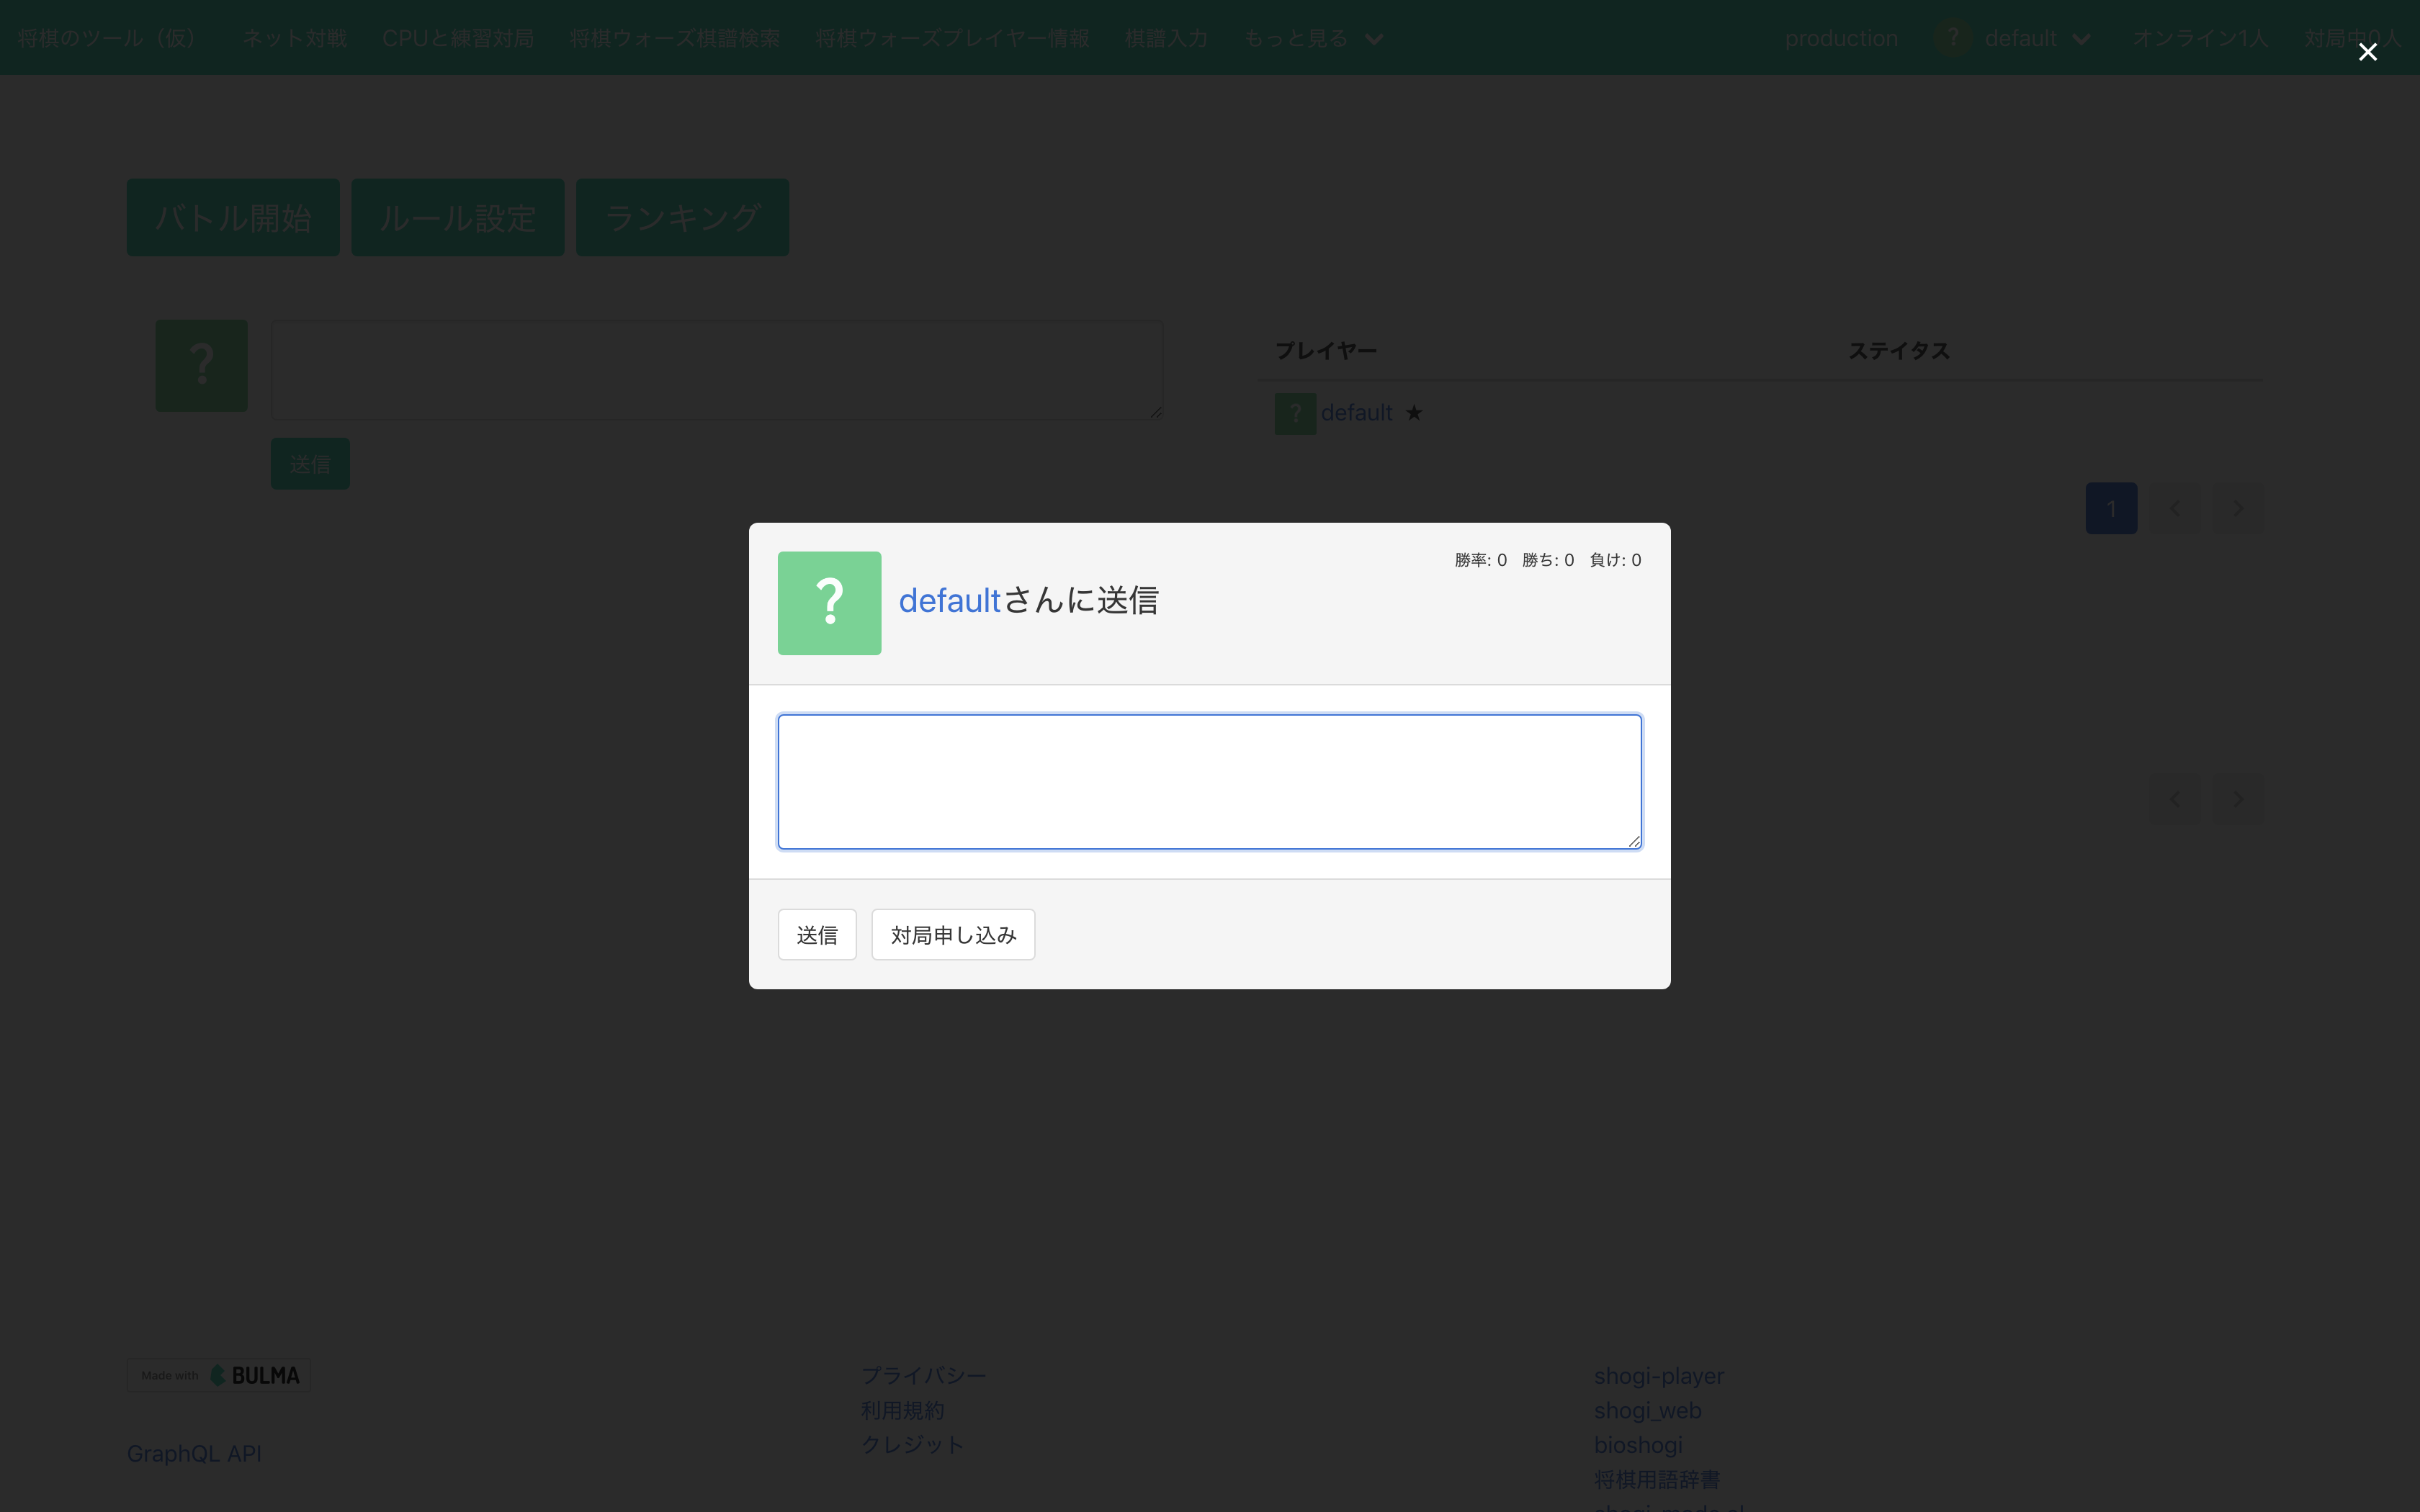 将棋のツール（仮） ネット対戦 CPUと練習対局 将棋ウォーズ棋譜検索 将棋ウォーズプレイヤー情報 棋譜入力 もっと見る production ? default オンライン1人 対局中0人
バトル開始 ルール設定 ランキング
?
送信
プレイヤー ステイタス
? default ★
1
勝率: 0 勝ち: 0 負け: 0
?
defaultさんに送信
送信 対局申し込み
Made with BULMA
GraphQL API
プライバシー
利用規約
クレジット
shogi-player
shogi_web
bioshogi
将棋用語辞書